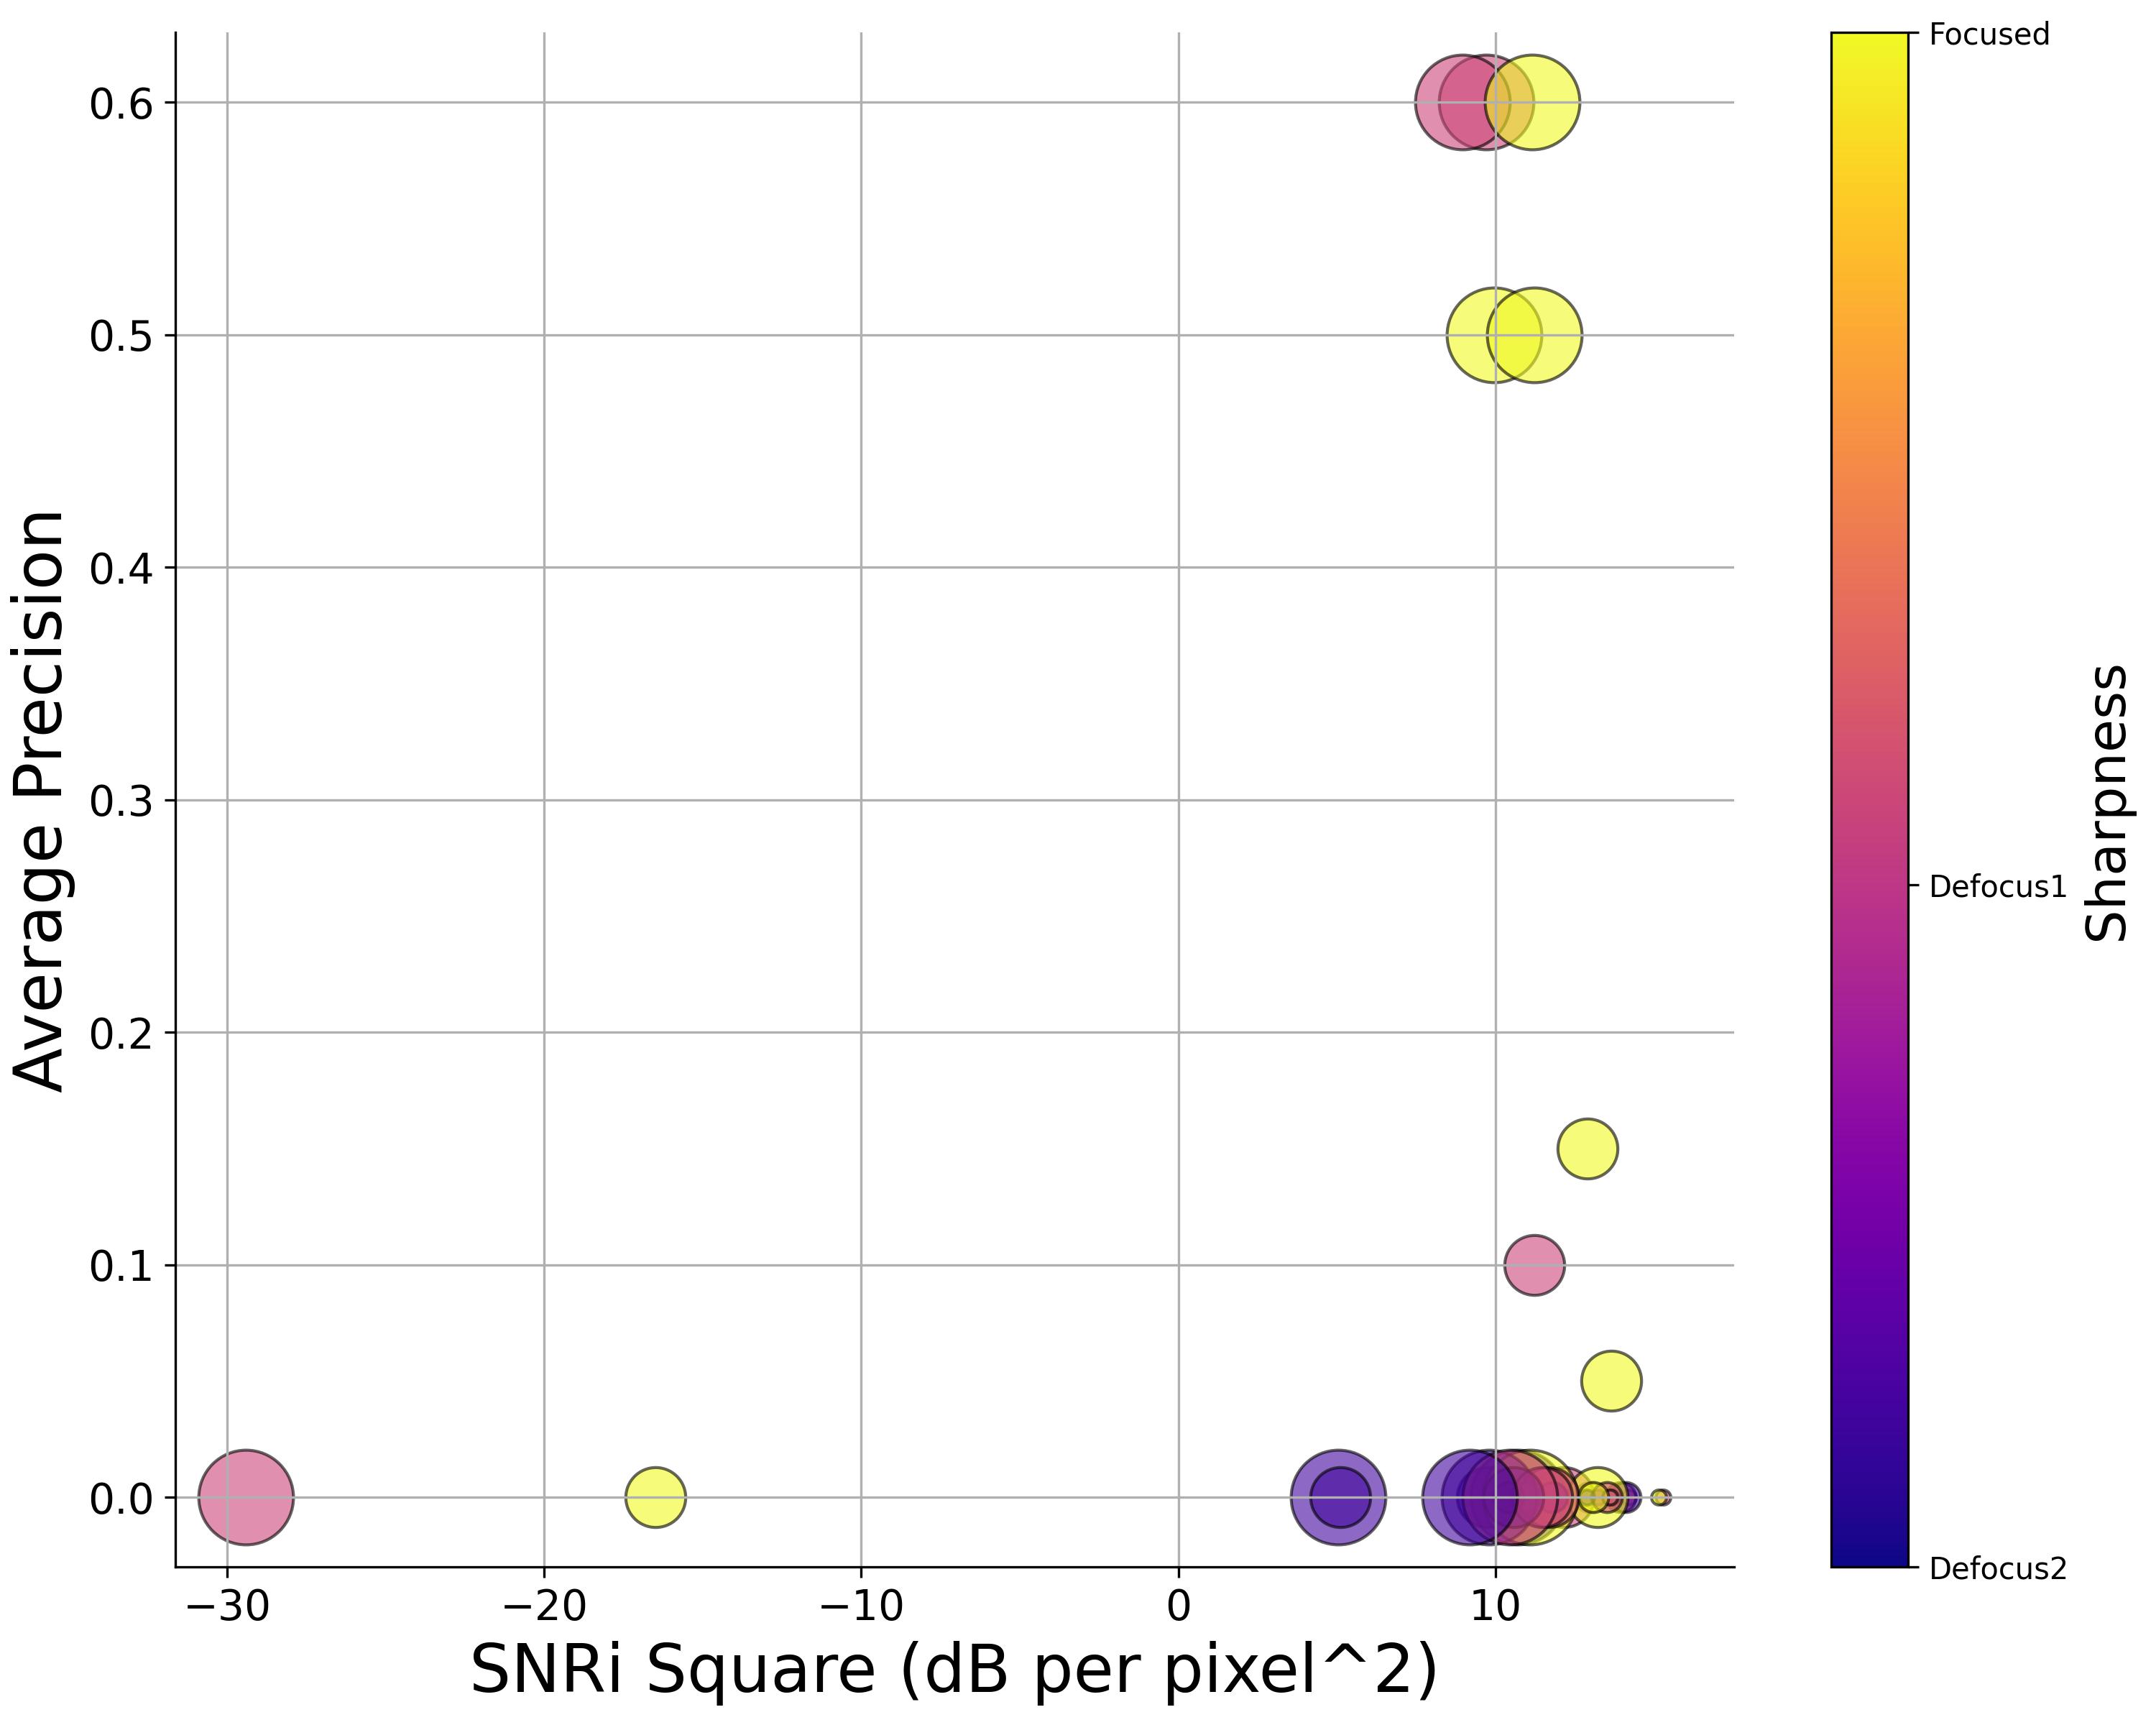 Average Precision
0.6
0.5
0.4
0.3
0.2
0.1
0.0
−30
−20
−10
0
10
SNRi Square (dB per pixel^2)
Focused
Defocus1
Defocus2
Sharpness